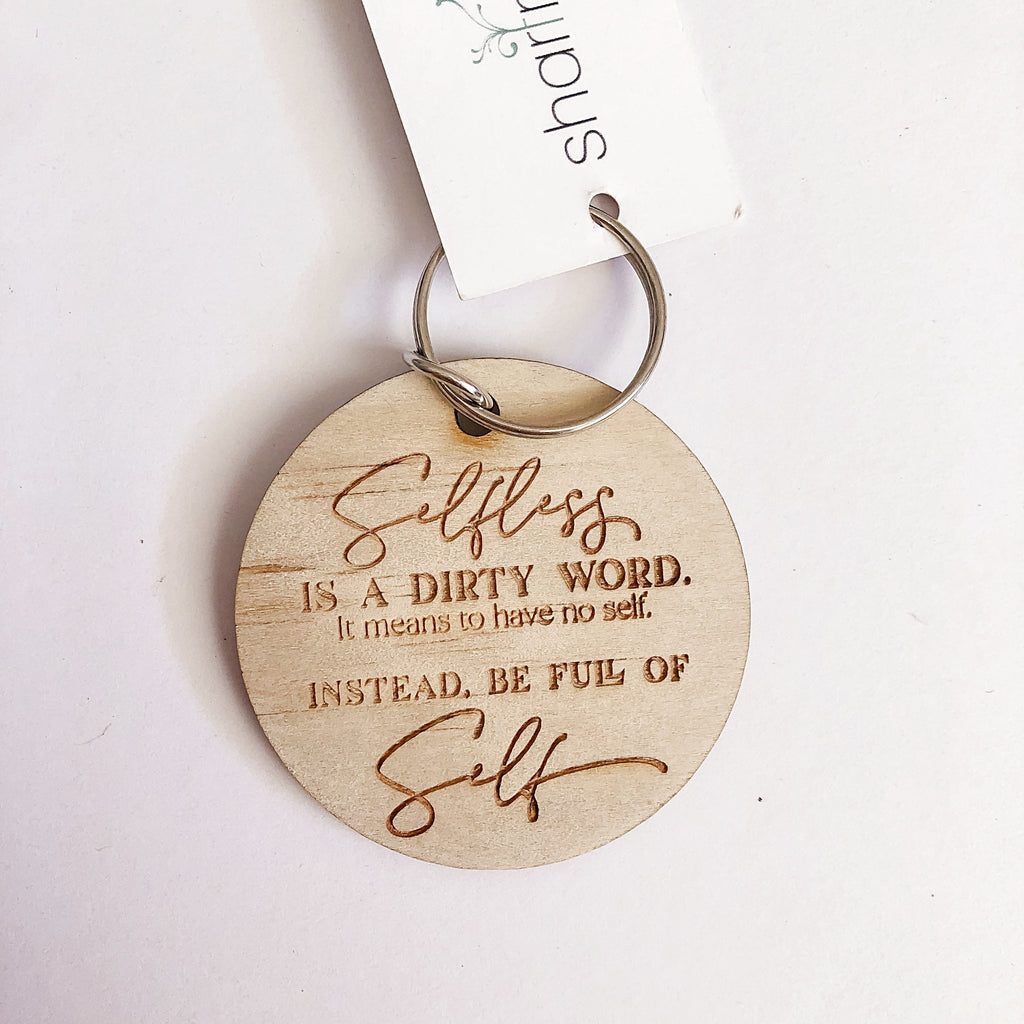 Selfless
IS A DIRTY WORD.
It means to have no self.
INSTEAD, BE FULL OF
Self